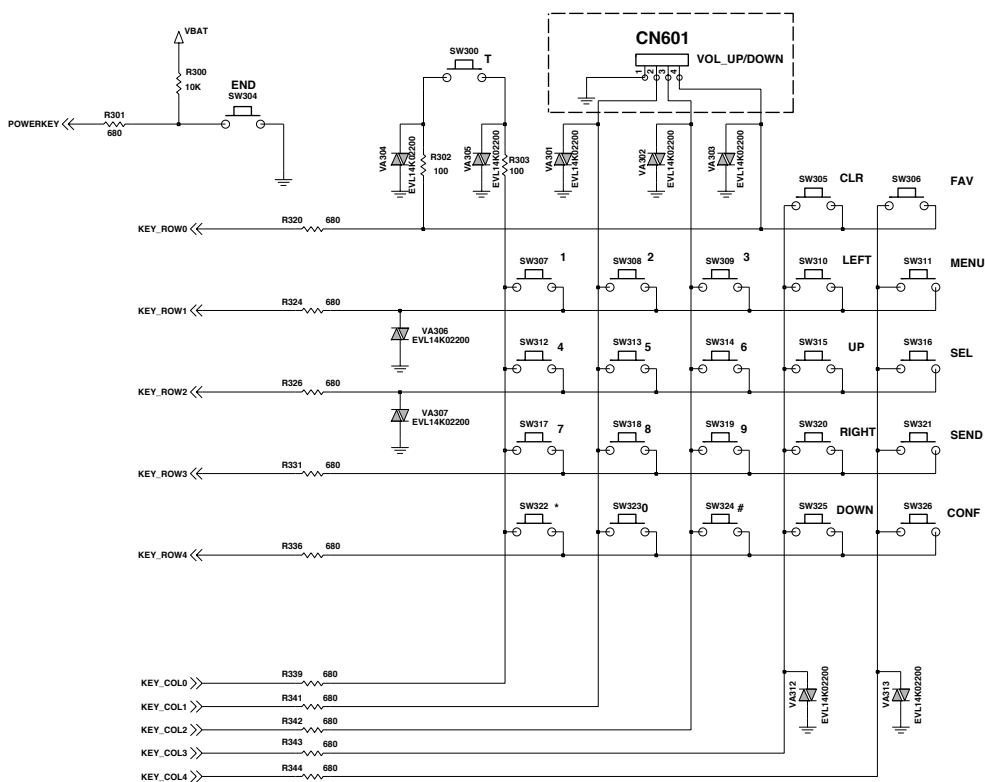 VBAT
R300
10K
END
SW304
POWERKEY
R301
680
SW300
T
CN601
VOL_UP/DOWN
1
2
3
4
VA304
EVL14K02200
R302
100
VA305
EVL14K02200
R303
100
VA301
EVL14K02200
VA302
EVL14K02200
VA303
EVL14K02200
SW305
CLR
SW306
FAV
KEY_ROW0
R320 680
SW307
1
SW308
2
SW309
3
SW310
LEFT
SW311
MENU
KEY_ROW1
R324 680
VA306
EVL14K02200
SW312
4
SW313
5
SW314
6
SW315
UP
SW316
SEL
KEY_ROW2
R326 680
VA307
EVL14K02200
SW317
7
SW318
8
SW319
9
SW320
RIGHT
SW321
SEND
KEY_ROW3
R331 680
SW322
*
SW323
0
SW324
#
SW325
DOWN
SW326
CONF
KEY_ROW4
R336 680
KEY_COL0
R339 680
KEY_COL1
R341 680
KEY_COL2
R342 680
KEY_COL3
R343 680
KEY_COL4
R344 680
VA312
EVL14K02200
VA313
EVL14K02200